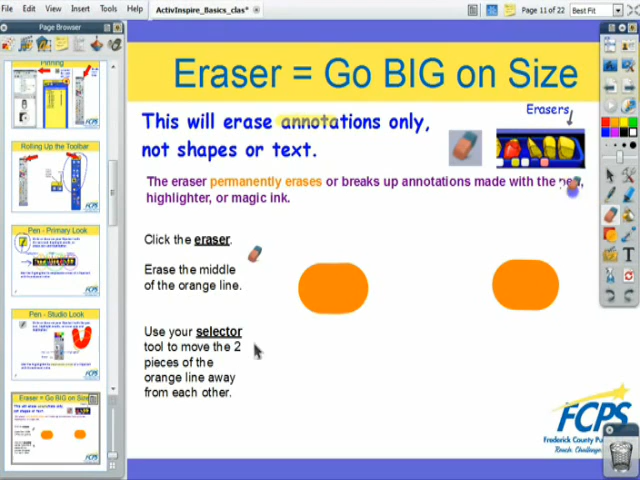 File Edit View Insert Tools Help ActivInspire_Basics_clas* Page 11 of 22 Best Fit
Page Browser
Rolling Up the Toolbar
Pen - Primary Look
Pen - Studio Look
Eraser = Go BIG on Size
Eraser = Go BIG on Size
Erasers
This will erase annotations only,
not shapes or text.
The eraser permanently erases or breaks up annotations made with the pen,
highlighter, or magic ink.
Click the eraser.
Erase the middle
of the orange line.
Use your selector
tool to move the 2
pieces of the
orange line away
from each other.
FCPS
Frederick County